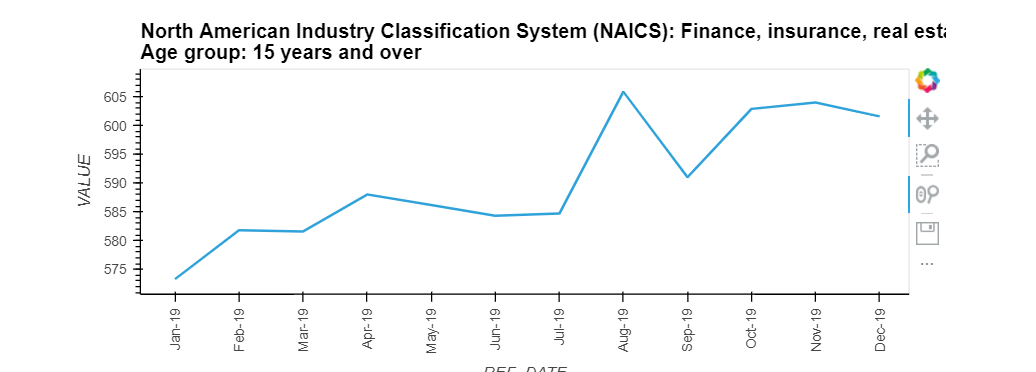 North American Industry Classification System (NAICS): Finance, insurance, real esta
Age group: 15 years and over
605
600
595
590
585
580
575
VALUE
Jan-19
Feb-19
Mar-19
Apr-19
May-19
Jun-19
Jul-19
Aug-19
Sep-19
Oct-19
Nov-19
Dec-19
REF_DATE